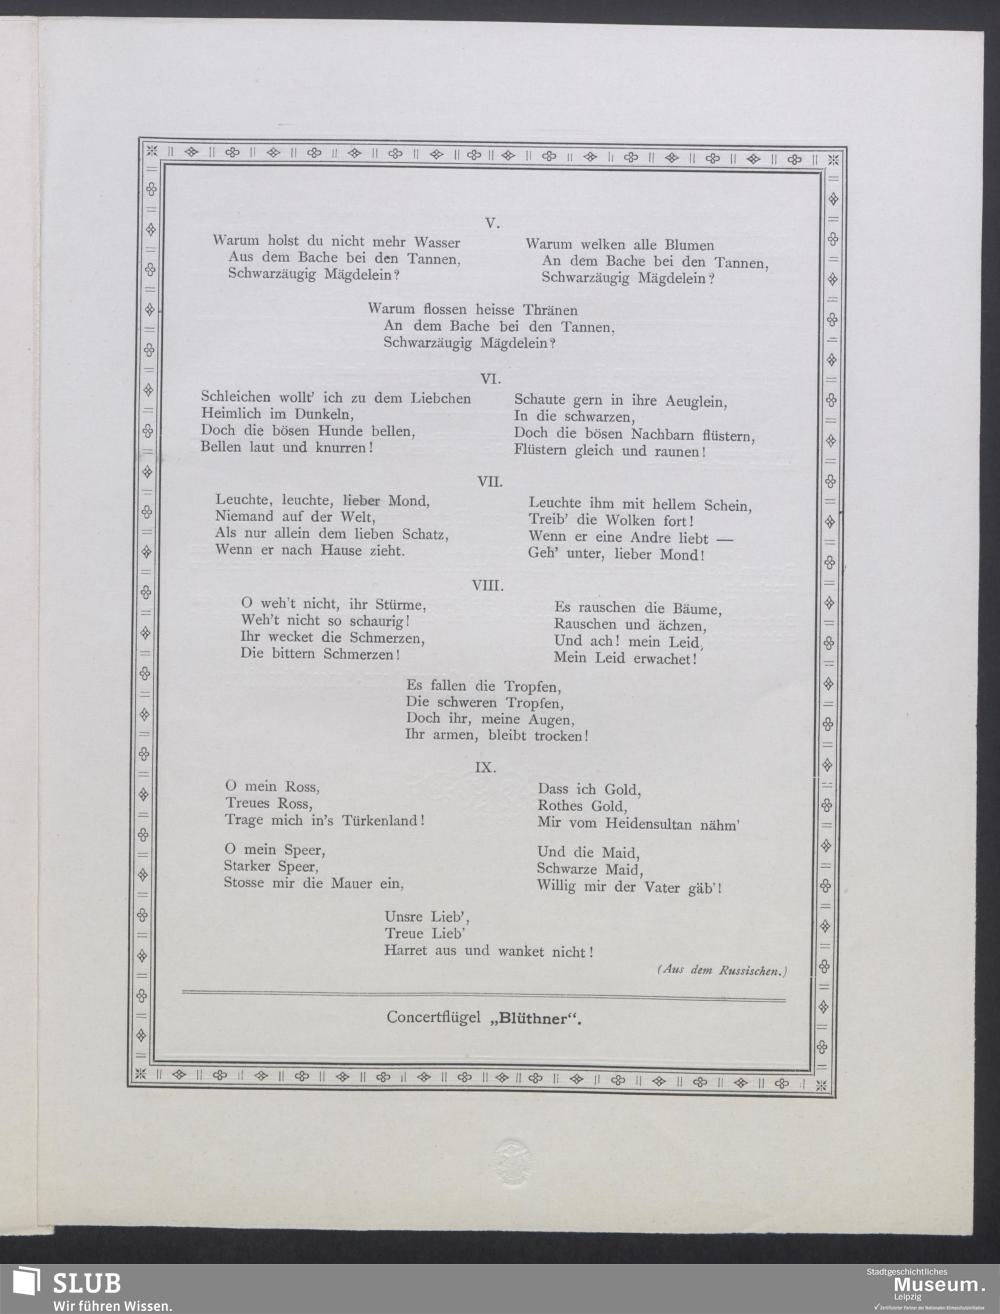 V.
Warum holst du nicht mehr Wasser
Aus dem Bache bei den Tannen,
Schwarzäugig Mägdelein?
Warum welken alle Blumen
An dem Bache bei den Tannen,
Schwarzäugig Mägdelein?
Warum flossen heisse Thränen
An dem Bache bei den Tannen,
Schwarzäugig Mägdelein?
VI.
Schleichen wollt' ich zu dem Liebchen
Heimlich im Dunkeln,
Doch die bösen Hunde bellen,
Bellen laut und knurren!
Schaute gern in ihre Aeuglein,
In die schwarzen,
Doch die bösen Nachbarn flüstern,
Flüstern gleich und raunen!
VII.
Leuchte, leuchte, lieber Mond,
Niemand auf der Welt,
Als nur allein dem lieben Schatz,
Wenn er nach Hause zieht.
Leuchte ihm mit hellem Schein,
Treib' die Wolken fort!
Wenn er eine Andre liebt —
Geh' unter, lieber Mond!
VIII.
O weh't nicht, ihr Stürme,
Weh't nicht so schaurig!
Ihr wecket die Schmerzen,
Die bittern Schmerzen!
Es rauschen die Bäume,
Rauschen und ächzen,
Und ach! mein Leid,
Mein Leid erwachet!
Es fallen die Tropfen,
Die schweren Tropfen,
Doch ihr, meine Augen,
Ihr armen, bleibt trocken!
IX.
O mein Ross,
Treues Ross,
Trage mich in's Türkenland!
O mein Speer,
Starker Speer,
Stosse mir die Mauer ein,
Dass ich Gold,
Rothes Gold,
Mir vom Heidensultan nähm'
Und die Maid,
Schwarze Maid,
Willig mir der Vater gäb'!
Unsre Lieb',
Treue Lieb'
Harret aus und wanket nicht!
(Aus dem Russischen.)
Concertflügel „Blüthner“.
SLUB
Wir führen Wissen.
Stadtgeschichtliches
Museum.
Leipzig
Zertifizierter Partner der Nationalen Klimaschutzinitiative